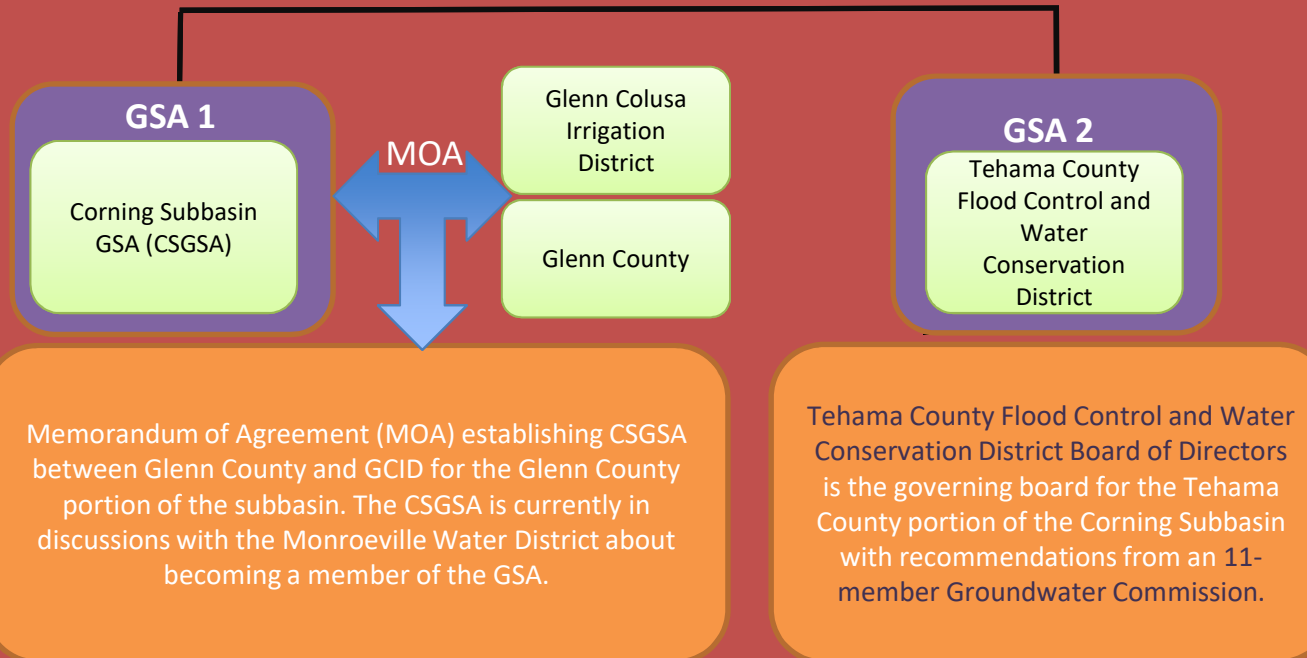 GSA 1
Corning Subbasin
GSA (CSGSA)
MOA
Glenn Colusa
Irrigation
District
Glenn County
GSA 2
Tehama County
Flood Control and
Water
Conservation
District
Memorandum of Agreement (MOA) establishing CSGSA
between Glenn County and GCID for the Glenn County
portion of the subbasin. The CSGSA is currently in
discussions with the Monroeville Water District about
becoming a member of the GSA.
Tehama County Flood Control and Water
Conservation District Board of Directors
is the governing board for the Tehama
County portion of the Corning Subbasin
with recommendations from an 11-
member Groundwater Commission.